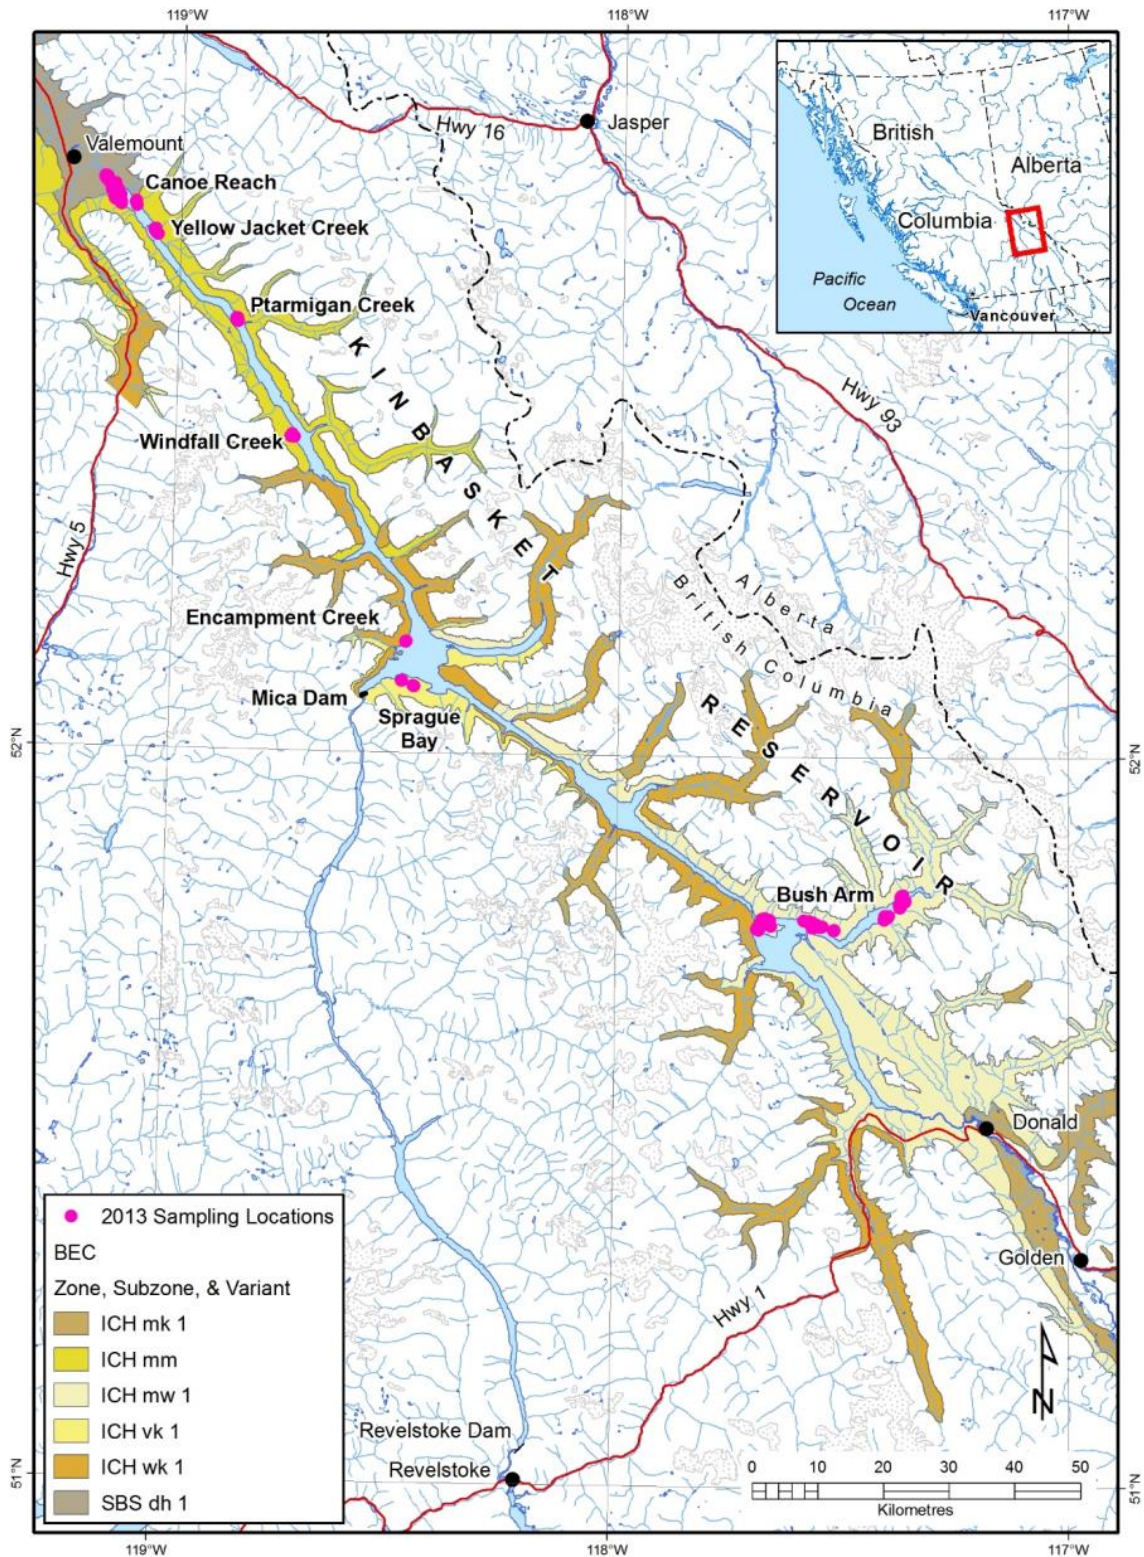 119°W
118°W
117°W
Hwy 16
Jasper
Valemount
Canoe Reach
Yellow Jacket Creek
Ptarmigan Creek
British
Columbia
Alberta
Pacific
Ocean
Vancouver
KINBASKET
Hwy 93
Windfall Creek
Hwy 5
Encampment Creek
Alberta
British Columbia
Mica Dam
Sprague
Bay
RESERVOIR
52°N
52°N
Bush Arm
Donald
Golden
Hwy 1
N
Revelstoke Dam
Revelstoke
2013 Sampling Locations
BEC
Zone, Subzone, & Variant
ICH mk 1
ICH mm
ICH mw 1
ICH vk 1
ICH wk 1
SBS dh 1
0 10 20 30 40 50
Kilometres
51°N
51°N
119°W
118°W
117°W